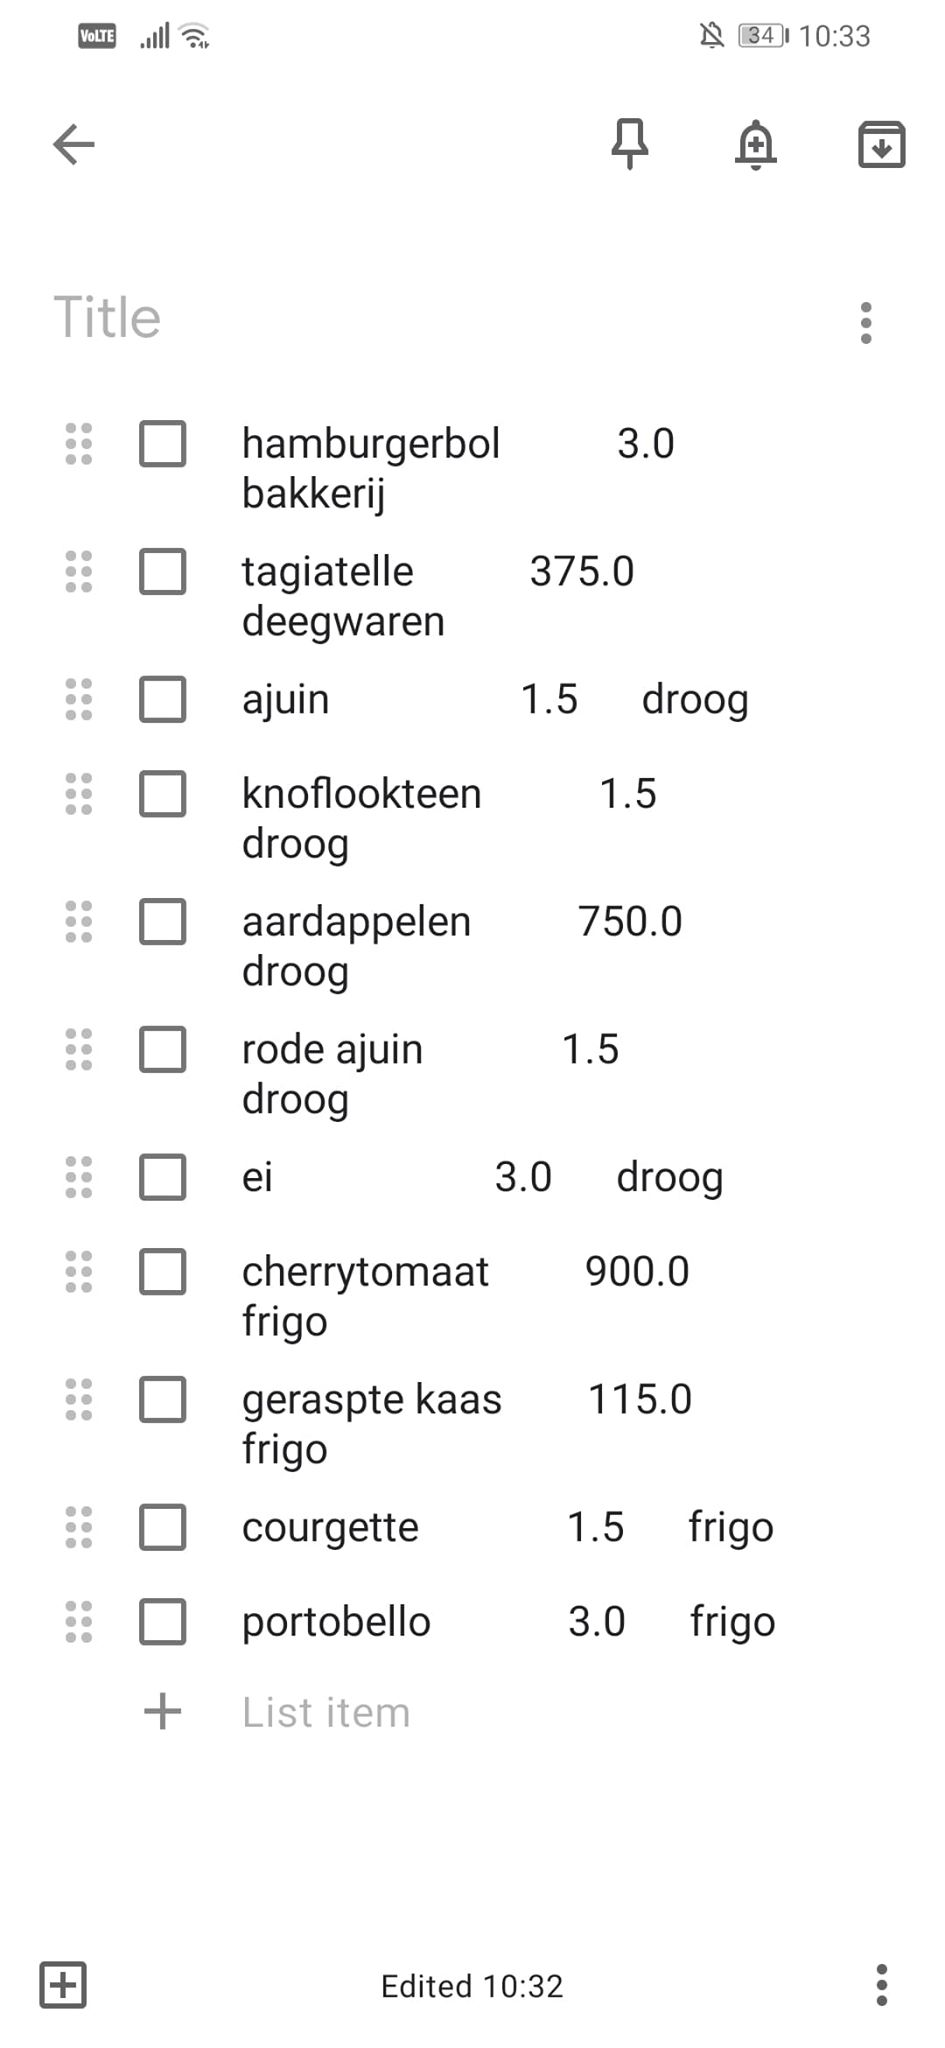 VoLTE 34 10:33
Title
hamburgerbol 3.0
bakkerij
tagiatelle 375.0
deegwaren
ajuin 1.5 droog
knoflookteen 1.5
droog
aardappelen 750.0
droog
rode ajuin 1.5
droog
ei 3.0 droog
cherrytomaat 900.0
frigo
geraspte kaas 115.0
frigo
courgette 1.5 frigo
portobello 3.0 frigo
List item
Edited 10:32